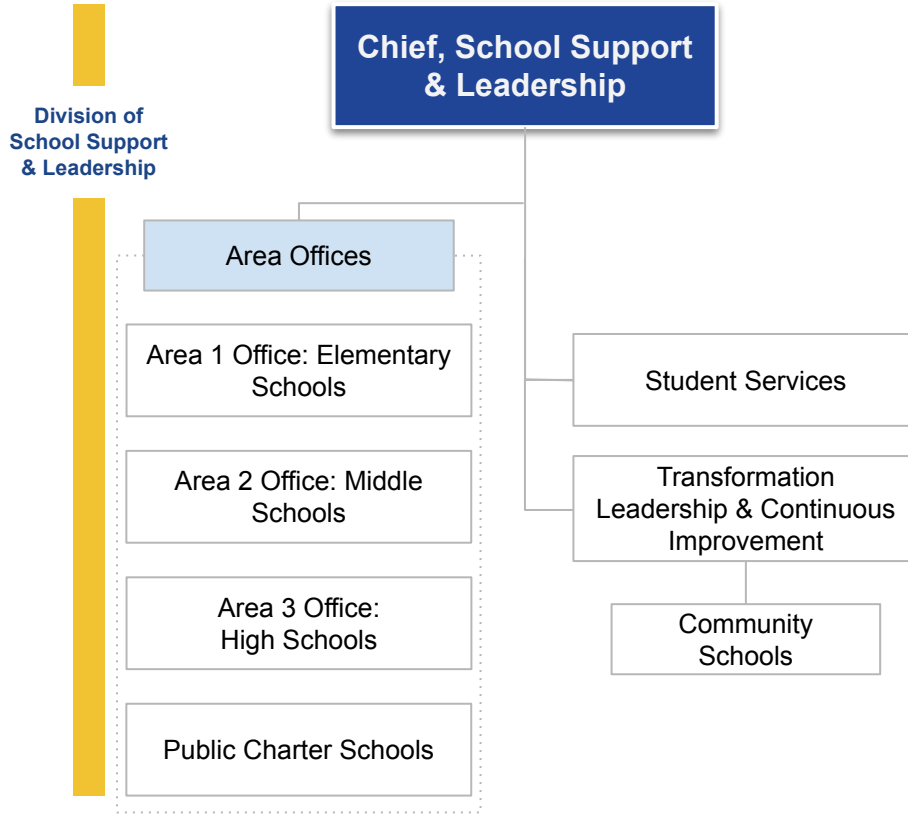 Chief, School Support
& Leadership
Division of
School Support
& Leadership
Area Offices
Area 1 Office: Elementary
Schools
Area 2 Office: Middle
Schools
Area 3 Office:
High Schools
Public Charter Schools
Student Services
Transformation
Leadership & Continuous
Improvement
Community
Schools